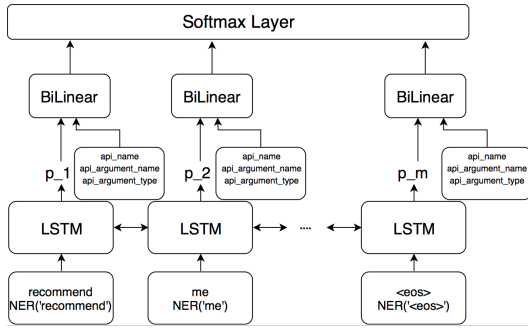 Softmax Layer
BiLinear
BiLinear
BiLinear
api_name
api_argument_name
api_argument_type
api_name
api_argument_name
api_argument_type
api_name
api_argument_name
api_argument_type
p_1
p_2
p_m
LSTM
LSTM
....
LSTM
recommend
NER('recommend')
me
NER('me')
<eos>
NER('<eos>')